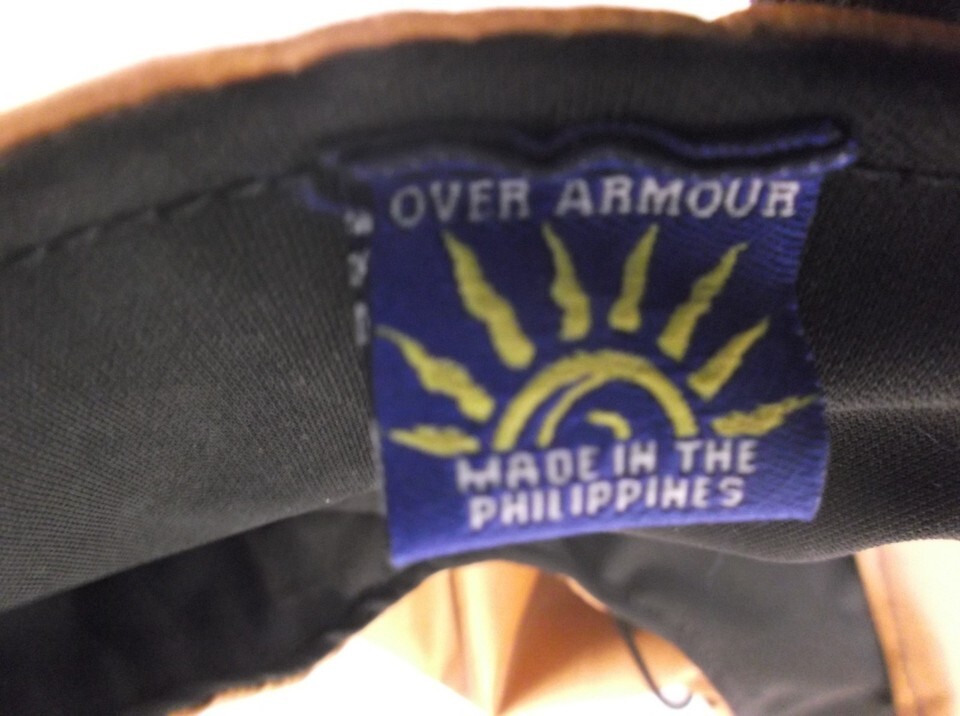 OVER ARMOUR
MADE IN THE
PHILIPPINES